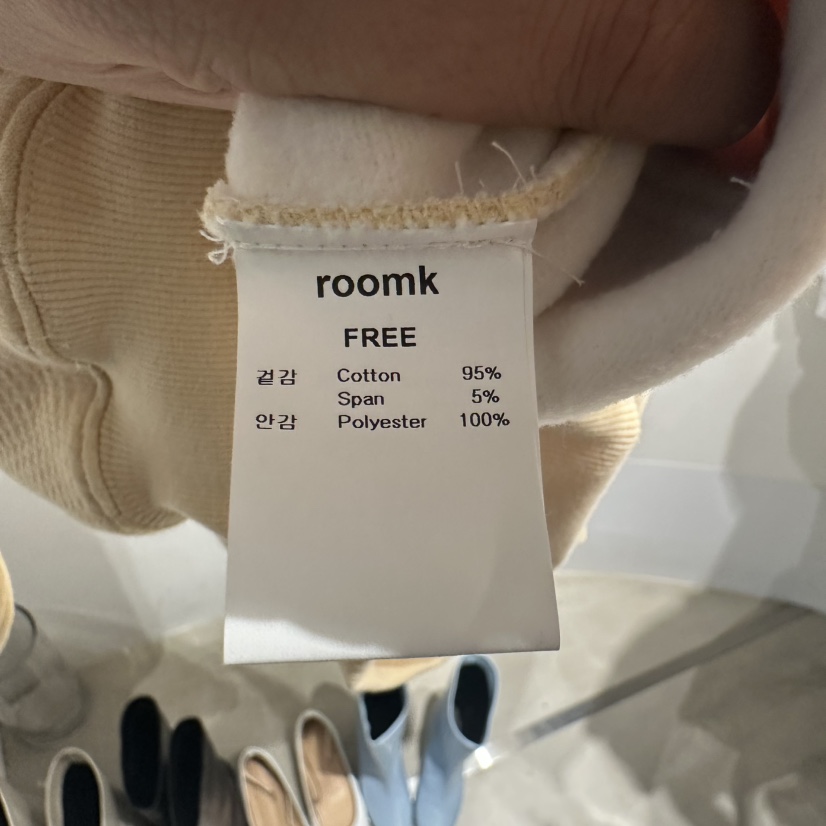 roomk
FREE
겉감 Cotton 95%
Span 5%
안감 Polyester 100%